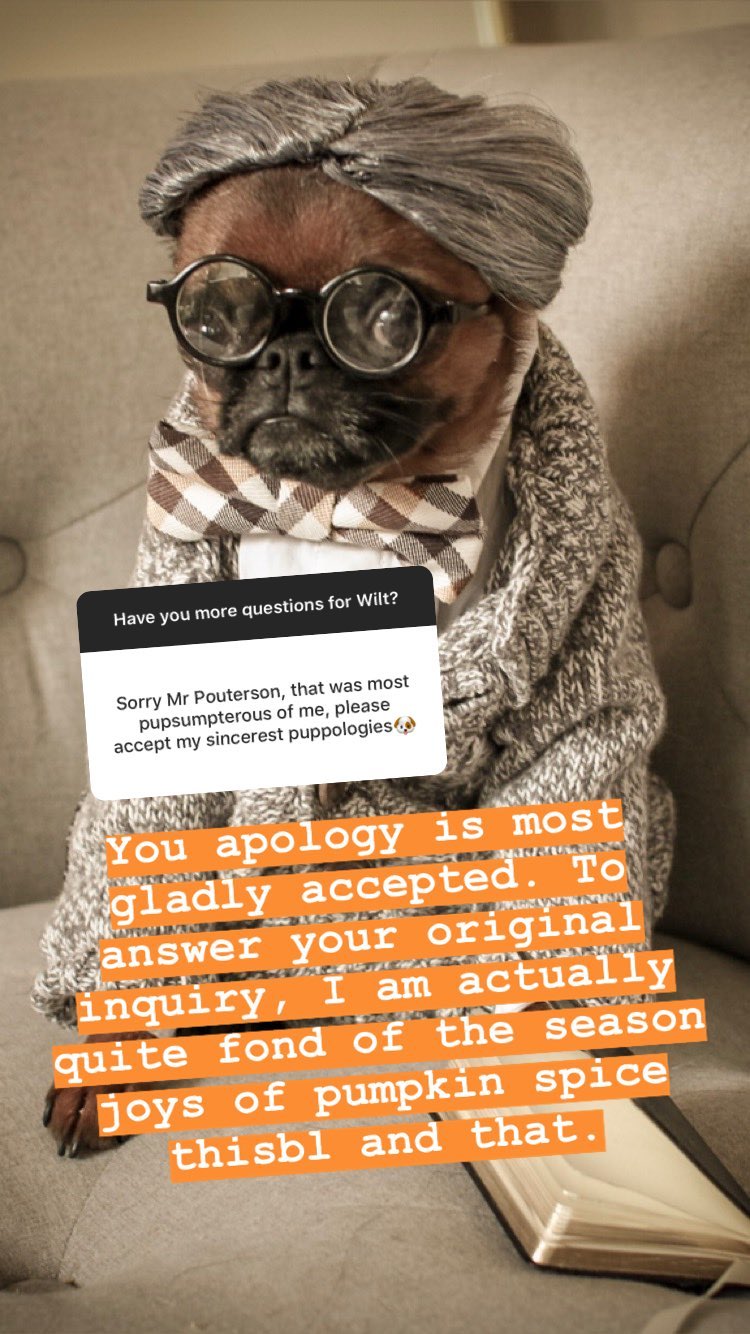 Have you more questions for Wilt?
Sorry Mr Pouterson, that was most
pupsumpterous of me, please
accept my sincerest puppologies🐶
You apology is most
gladly accepted. To
answer your original
inquiry, I am actually
quite fond of the season
joys of pumpkin spice
thisbl and that.